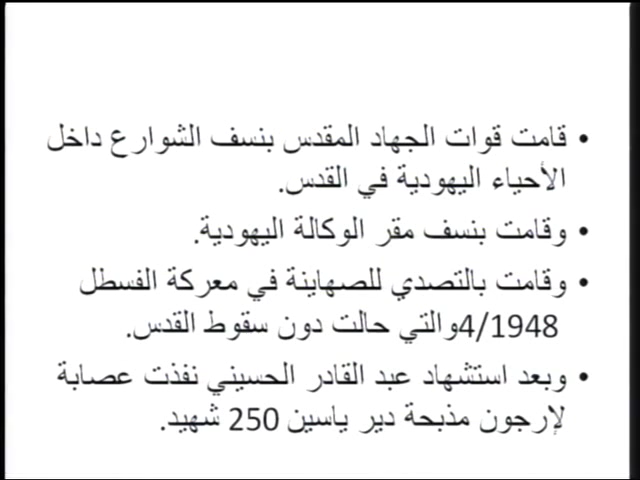 • قامت قوات الجهاد المقدس بنسف الشوارع داخل
الأحياء اليهودية في القدس.
• وقامت بنسف مقر الوكالة اليهودية.
• وقامت بالتصدي للصهاينة في معركة الفسطل
4/1948والتي حالت دون سقوط القدس.
• وبعد استشهاد عبد القادر الحسيني نفذت عصابة
لإرجون مذبحة دير ياسين 250 شهيد.